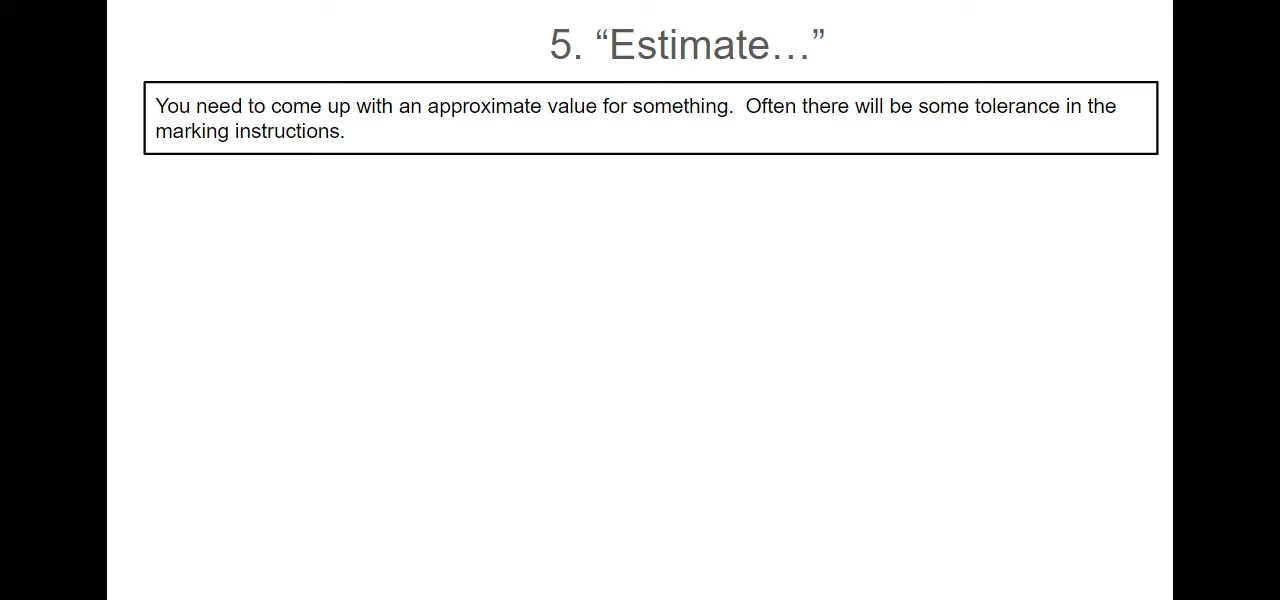 5. “Estimate…”
You need to come up with an approximate value for something.  Often there will be some tolerance in the
marking instructions.